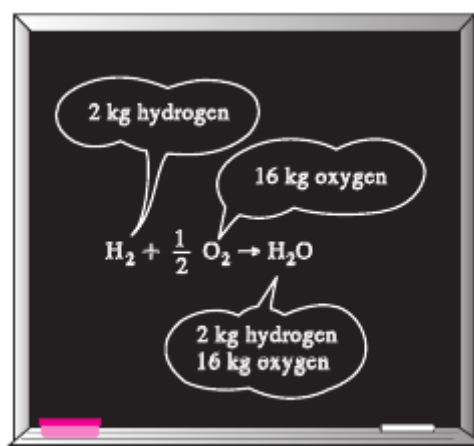 2 kg hydrogen
16 kg oxygen
H₂ + 1/2 O₂ → H₂O
2 kg hydrogen
16 kg oxygen